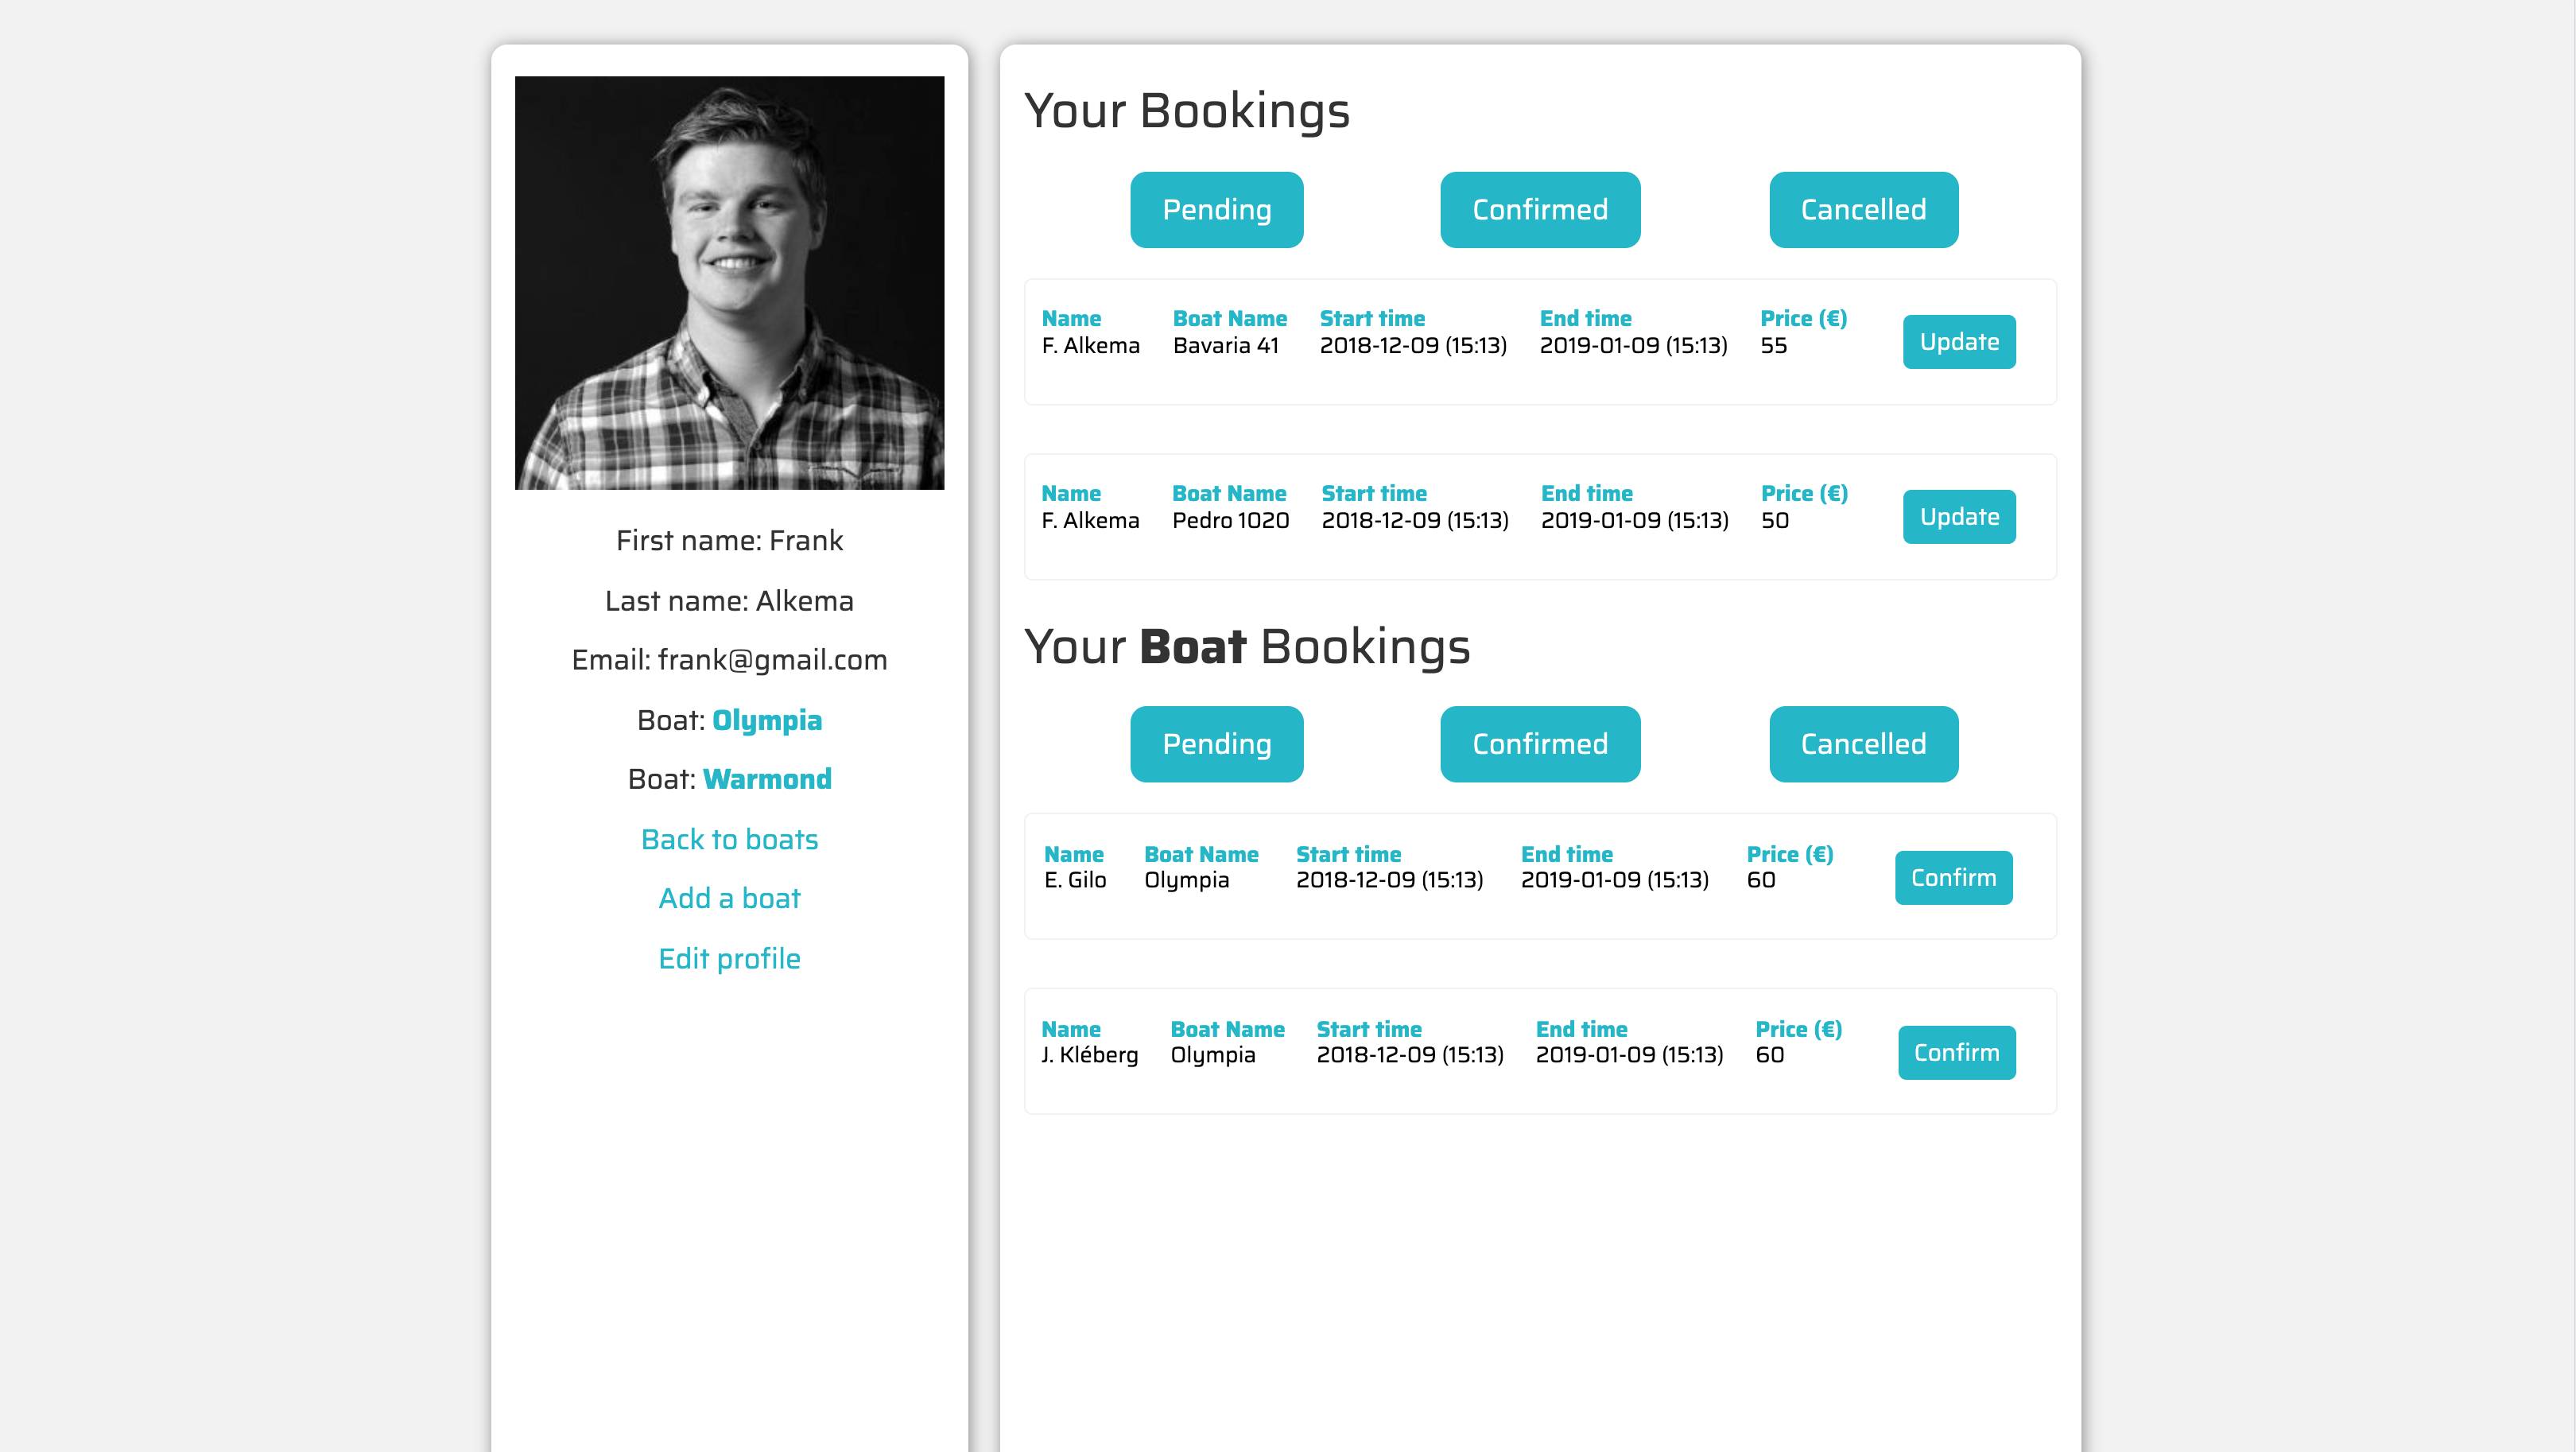 First name: Frank
Last name: Alkema
Email: frank@gmail.com
Boat: Olympia
Boat: Warmond
Back to boats
Add a boat
Edit profile
Your Bookings
Pending Confirmed Cancelled
Name Boat Name Start time End time Price (€)
F. Alkema Bavaria 41 2018-12-09 (15:13) 2019-01-09 (15:13) 55
Update
Name Boat Name Start time End time Price (€)
F. Alkema Pedro 1020 2018-12-09 (15:13) 2019-01-09 (15:13) 50
Update
Your Boat Bookings
Pending Confirmed Cancelled
Name Boat Name Start time End time Price (€)
E. Gilo Olympia 2018-12-09 (15:13) 2019-01-09 (15:13) 60
Confirm
Name Boat Name Start time End time Price (€)
J. Kléberg Olympia 2018-12-09 (15:13) 2019-01-09 (15:13) 60
Confirm